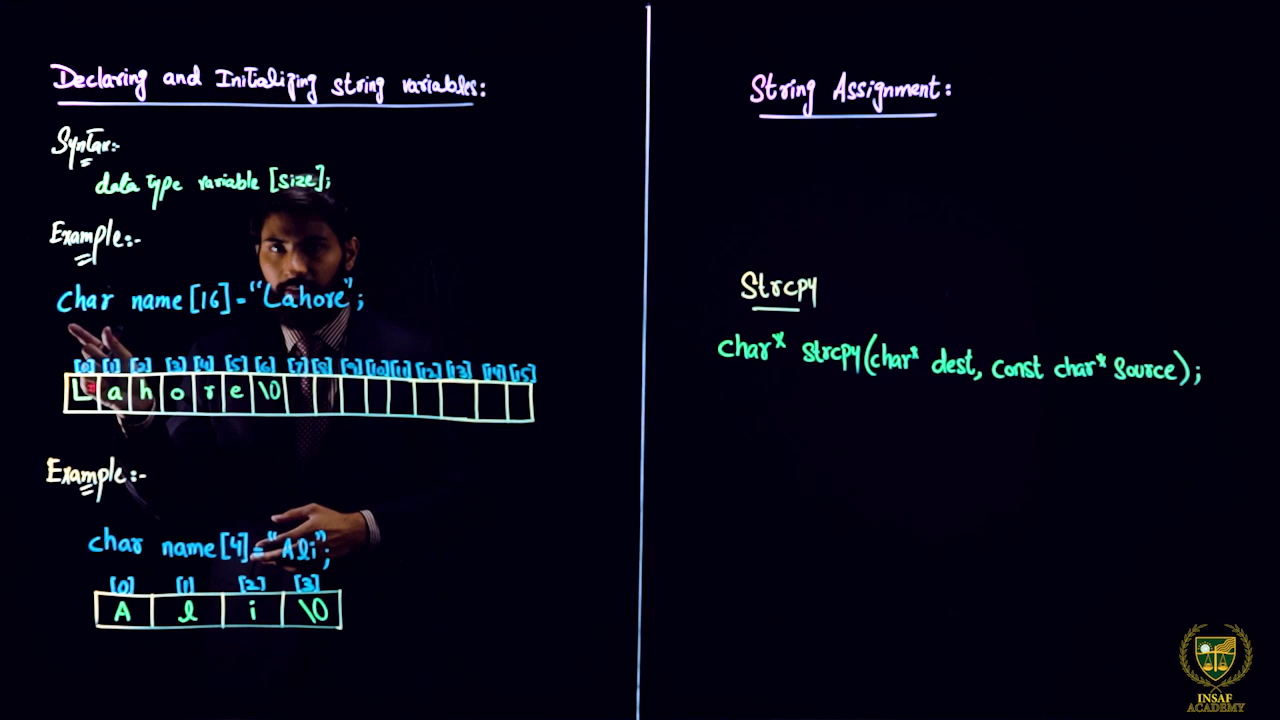 Declaring and Initializing string variables:
Syntax:-
data type variable [size];
Example:-
char name [16]="Lahore";
[0] [1] [2] [3] [4] [5] [6] [7] [8] [9] [10] [11] [12] [13] [14] [15]
L a h o r e \0
Example:-
char name [4]="Ali";
[0] [1] [2] [3]
A l i \0
String Assignment:
Strcpy
char* strcpy(char* dest, const char* source);
INSAF
ACADEMY